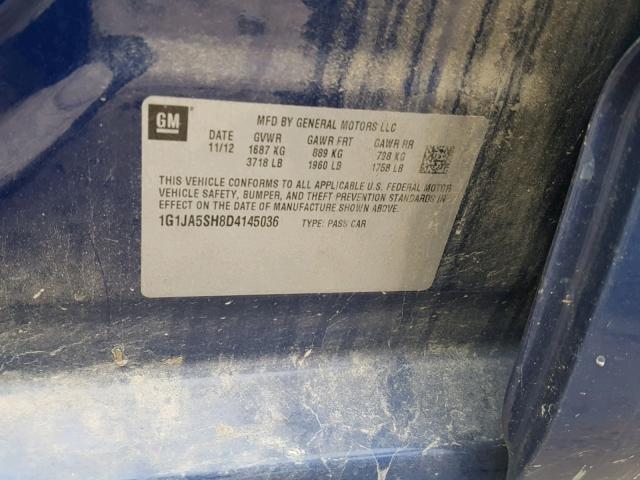 GM
MFD BY GENERAL MOTORS LLC
DATE GVWR GAWR FRT GAWR RR
11/12 1687 KG 889 KG 798 KG
3718 LB 1960 LB 1758 LB
THIS VEHICLE CONFORMS TO ALL APPLICABLE U.S. FEDERAL MOTOR
VEHICLE SAFETY, BUMPER, AND THEFT PREVENTION STANDARDS IN
EFFECT ON THE DATE OF MANUFACTURE SHOWN ABOVE.
1G1JA5SH8D4145036 TYPE: PASS CAR